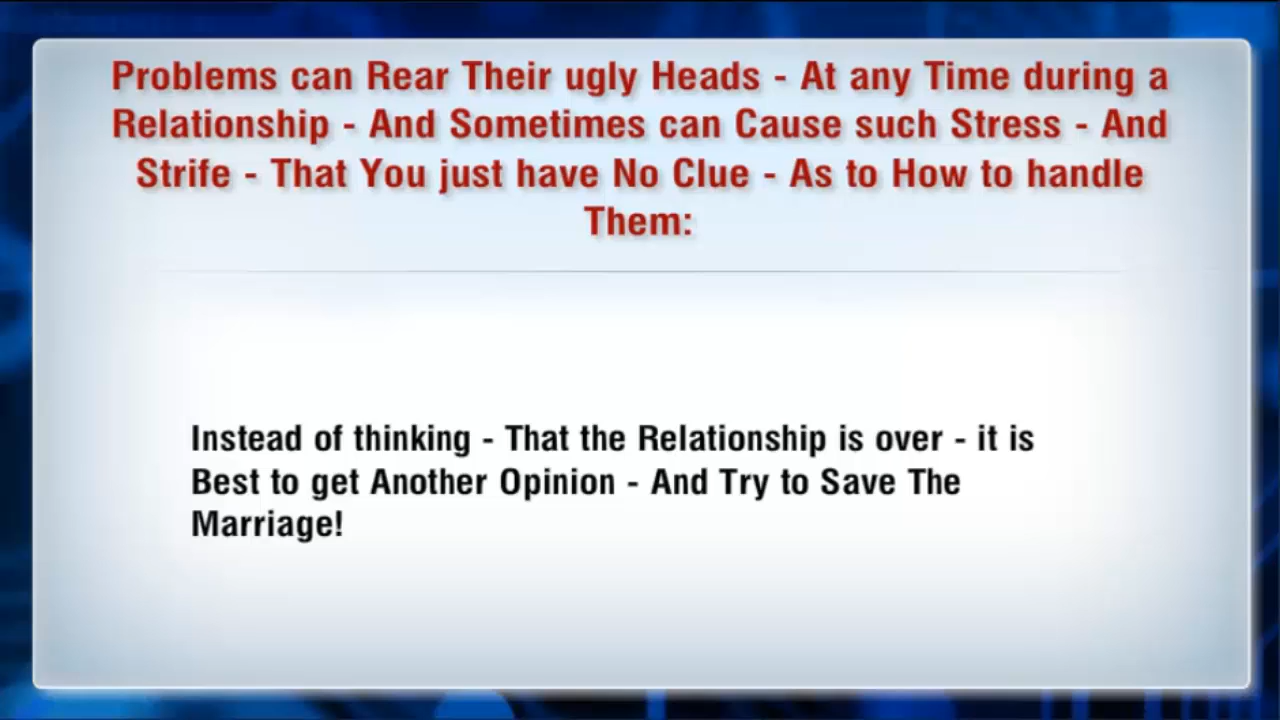 Problems can Rear Their ugly Heads - At any Time during a
Relationship - And Sometimes can Cause such Stress - And
Strife - That You just have No Clue - As to How to handle
Them:
Instead of thinking - That the Relationship is over - it is
Best to get Another Opinion - And Try to Save The
Marriage!